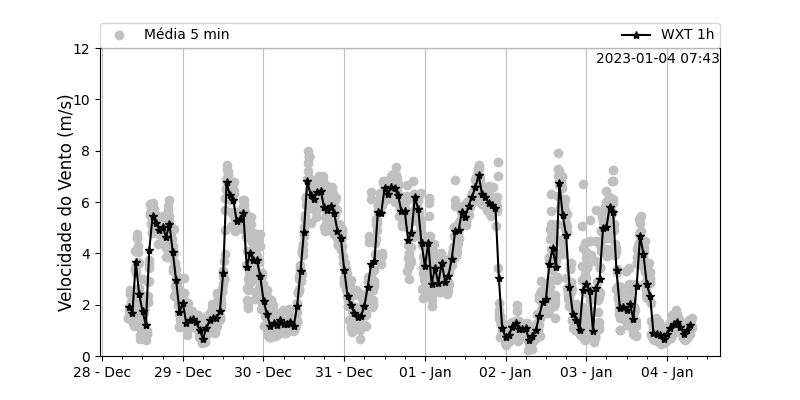 Média 5 min WXT 1h
2023-01-04 07:43
Velocidade do Vento (m/s)
12
10
8
6
4
2
0
28 - Dec 29 - Dec 30 - Dec 31 - Dec 01 - Jan 02 - Jan 03 - Jan 04 - Jan